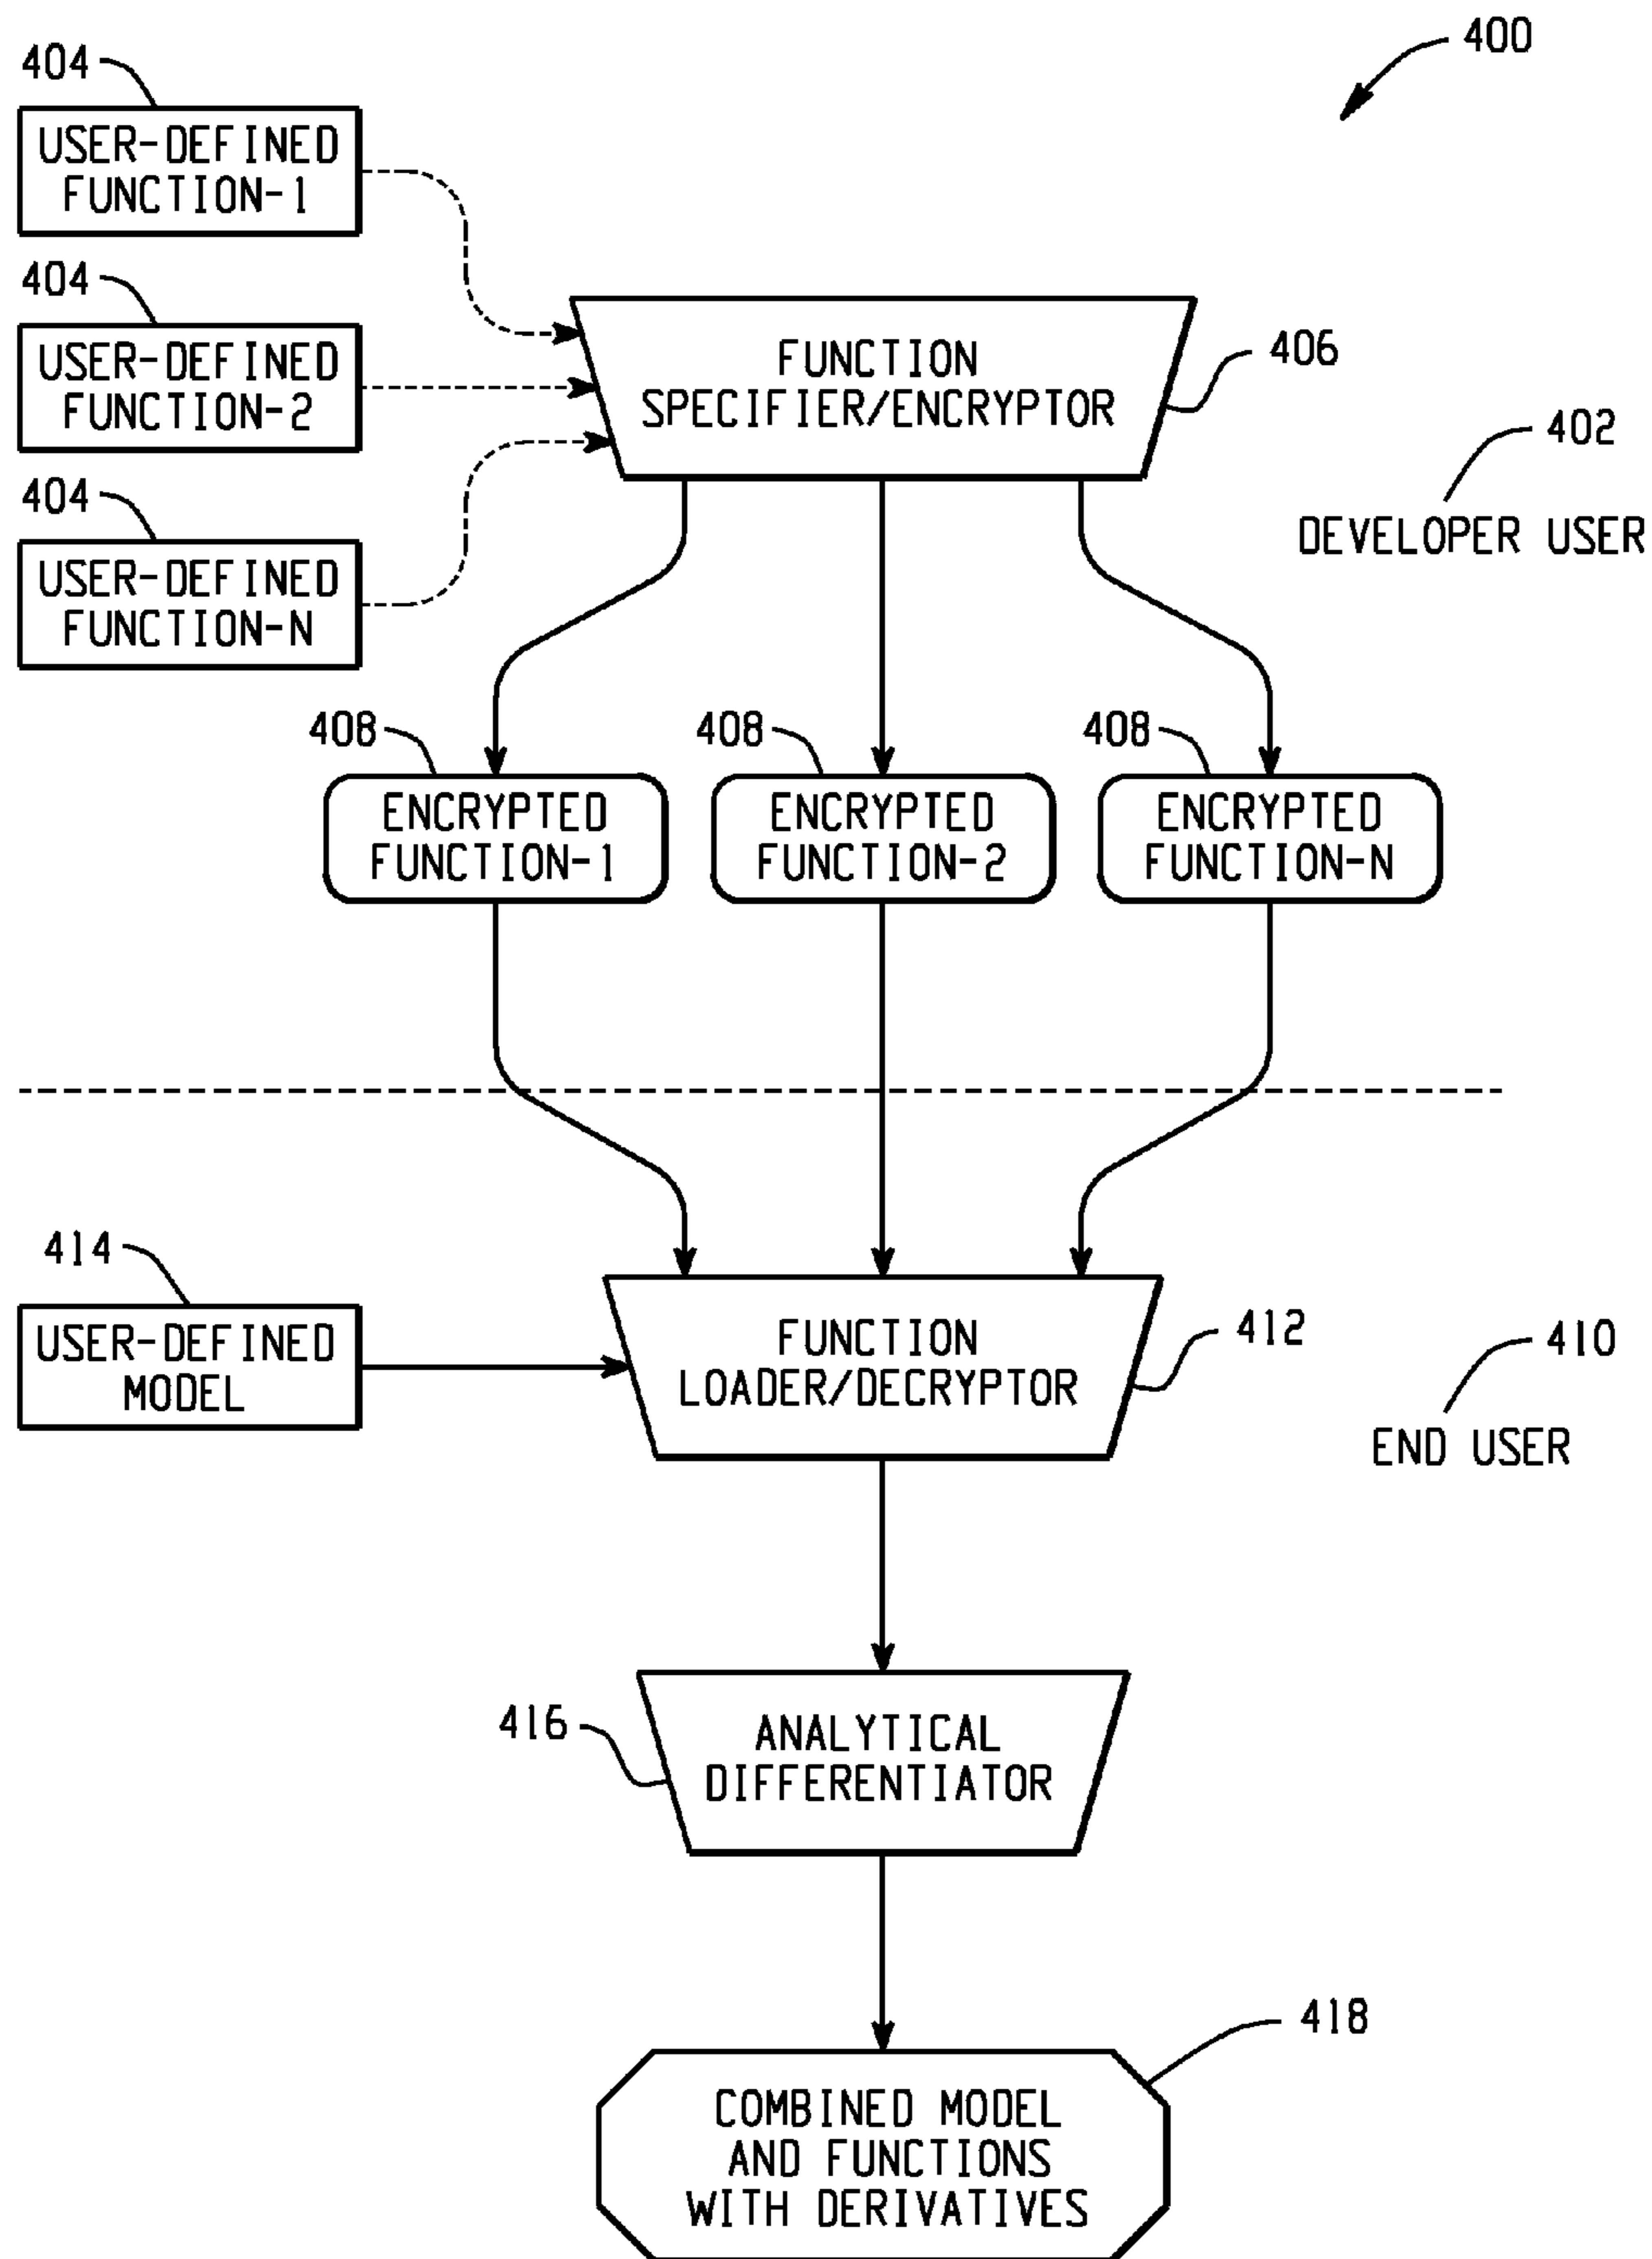 400
404
USER-DEFINED
FUNCTION-1
404
USER-DEFINED
FUNCTION-2
404
USER-DEFINED
FUNCTION-N
FUNCTION
SPECIFIER/ENCRYPTOR
406
402
DEVELOPER USER
408
ENCRYPTED
FUNCTION-1
408
ENCRYPTED
FUNCTION-2
408
ENCRYPTED
FUNCTION-N
414
USER-DEFINED
MODEL
FUNCTION
LOADER/DECRYPTOR
412
410
END USER
416
ANALYTICAL
DIFFERENTIATOR
418
COMBINED MODEL
AND FUNCTIONS
WITH DERIVATIVES